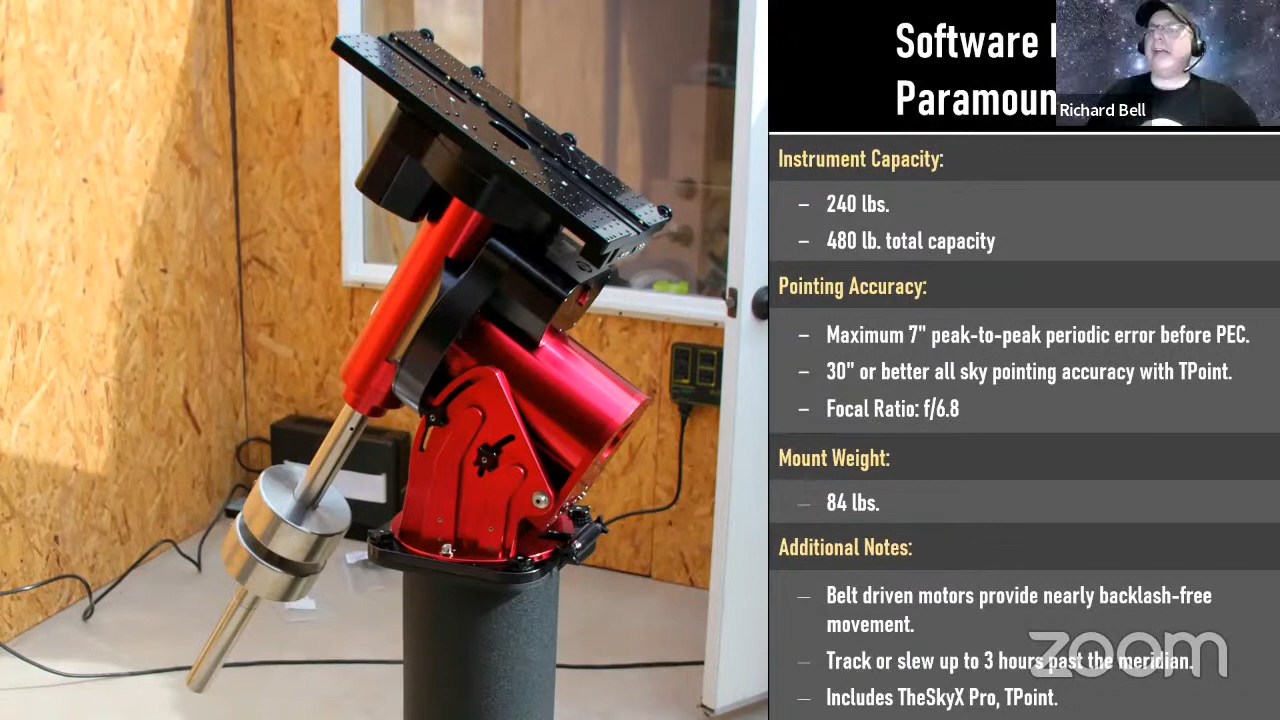 Software
Paramoun
Richard Bell
Instrument Capacity:
– 240 lbs.
– 480 lb. total capacity
Pointing Accuracy:
– Maximum 7" peak-to-peak periodic error before PEC.
– 30" or better all sky pointing accuracy with TPoint.
– Focal Ratio: f/6.8
Mount Weight:
– 84 lbs.
Additional Notes:
– Belt driven motors provide nearly backlash-free
movement.
– Track or slew up to 3 hours past the meridian.
– Includes TheSkyX Pro, TPoint.
zoom